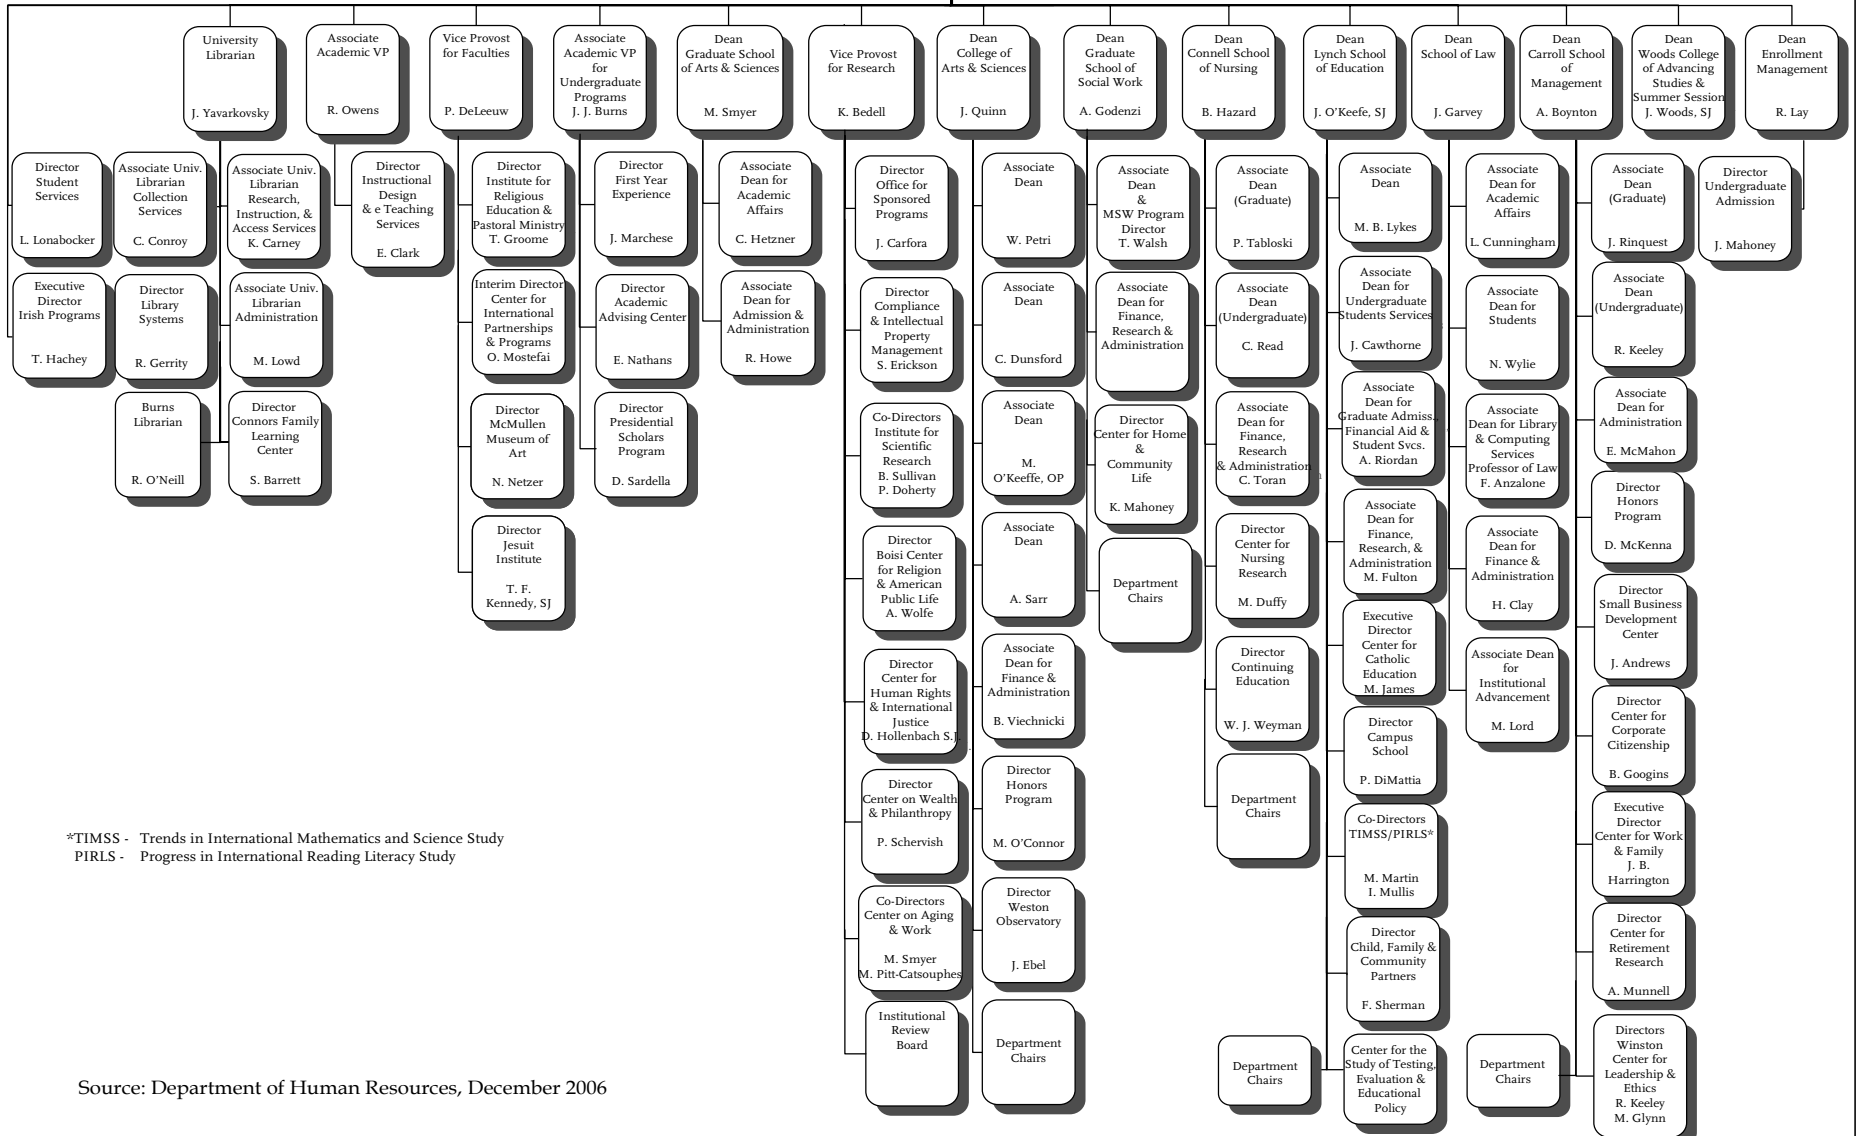 University
Librarian
J. Yavarkovsky
Associate
Academic VP
R. Owens
Vice Provost
for Faculties
P. DeLeeuw
Associate
Academic VP
for
Undergraduate
Programs
J. J. Burns
Dean
Graduate School
of Arts & Sciences
M. Smyer
Vice Provost
for Research
K. Bedell
Dean
College of
Arts & Sciences
J. Quinn
Dean
Graduate
School of
Social Work
A. Godenzi
Dean
Connell School
of Nursing
B. Hazard
Dean
Lynch School
of Education
J. O'Keefe, SJ
Dean
School of Law
J. Garvey
Dean
Carroll School
of
Management
A. Boynton
Dean
Woods College
of Advancing
Studies &
Summer Session
J. Woods, SJ
Dean
Enrollment
Management
R. Lay
Director
Student
Services
L. Lonabocker
Executive
Director
Irish Programs
T. Hachey
Associate Univ.
Librarian
Collection
Services
C. Conroy
Associate Univ.
Librarian
Research,
Instruction, &
Access Services
K. Carney
Director
Library
Systems
R. Gerrity
Associate Univ.
Librarian
Administration
M. Lowd
Burns
Librarian
R. O'Neill
Director
Connors Family
Learning
Center
S. Barrett
Director
Instructional
Design
& e Teaching
Services
E. Clark
Director
Institute for
Religious
Education &
Pastoral Ministry
T. Groome
Interim Director
Center for
International
Partnerships
& Programs
O. Mostefai
Director
McMullen
Museum of
Art
N. Netzer
Director
Jesuit
Institute
T. F.
Kennedy, SJ
Director
First Year
Experience
J. Marchese
Director
Academic
Advising Center
E. Nathans
Director
Presidential
Scholars
Program
D. Sardella
Associate
Dean for
Academic
Affairs
C. Hetzner
Associate
Dean for
Admission &
Administration
R. Howe
Director
Office for
Sponsored
Programs
J. Carfora
Director
Compliance
& Intellectual
Property
Management
S. Erickson
Co-Directors
Institute for
Scientific
Research
B. Sullivan
P. Doherty
Director
Boisi Center
for Religion
& American
Public Life
A. Wolfe
Director
Center for
Human Rights
& International
Justice
D. Hollenbach S.J.
Director
Center on Wealth
& Philanthropy
P. Schervish
Co-Directors
Center on Aging
& Work
M. Smyer
M. Pitt-Catsouphes
Institutional
Review
Board
Associate
Dean
W. Petri
Associate
Dean
C. Dunsford
Associate
Dean
M.
O'Keeffe, OP
Associate
Dean
A. Sarr
Associate
Dean for
Finance &
Administration
B. Viechnicki
Director
Honors
Program
M. O'Connor
Director
Weston
Observatory
J. Ebel
Department
Chairs
Associate
Dean
&
MSW Program
Director
T. Walsh
Associate
Dean for
Finance,
Research &
Administration
Director
Center for Home
&
Community
Life
K. Mahoney
Department
Chairs
Associate
Dean
(Graduate)
P. Tabloski
Associate
Dean
(Undergraduate)
C. Read
Associate
Dean for
Finance,
Research
& Administration
C. Toran
Director
Center for
Nursing
Research
M. Duffy
Director
Continuing
Education
W. J. Weyman
Department
Chairs
Associate
Dean
M. B. Lykes
Associate
Dean for
Undergraduate
Students Services
J. Cawthorne
Associate
Dean for
Graduate Admiss.,
Financial Aid &
Student Svcs.
A. Riordan
Associate
Dean for
Finance,
Research, &
Administration
M. Fulton
Executive
Director
Center for
Catholic
Education
M. James
Director
Campus
School
P. DiMattia
Co-Directors
TIMSS/PIRLS*
M. Martin
I. Mullis
Director
Child, Family &
Community
Partners
F. Sherman
Department
Chairs
Center for the
Study of Testing,
Evaluation &
Educational
Policy
Associate
Dean for
Academic
Affairs
L. Cunningham
Associate
Dean for
Students
N. Wylie
Associate
Dean for Library
& Computing
Services
Professor of Law
F. Anzalone
Associate
Dean for
Finance &
Administration
H. Clay
Associate Dean
for
Institutional
Advancement
M. Lord
Associate
Dean
(Graduate)
J. Rinquest
Associate
Dean
(Undergraduate)
R. Keeley
Associate
Dean for
Administration
E. McMahon
Director
Honors
Program
D. McKenna
Director
Small Business
Development
Center
J. Andrews
Director
Center for
Corporate
Citizenship
B. Googins
Executive
Director
Center for Work
& Family
J. B.
Harrington
Director
Center for
Retirement
Research
A. Munnell
Department
Chairs
Directors
Winston
Center for
Leadership &
Ethics
R. Keeley
M. Glynn
Director
Undergraduate
Admission
J. Mahoney
*TIMSS - Trends in International Mathematics and Science Study
PIRLS - Progress in International Reading Literacy Study
Source: Department of Human Resources, December 2006